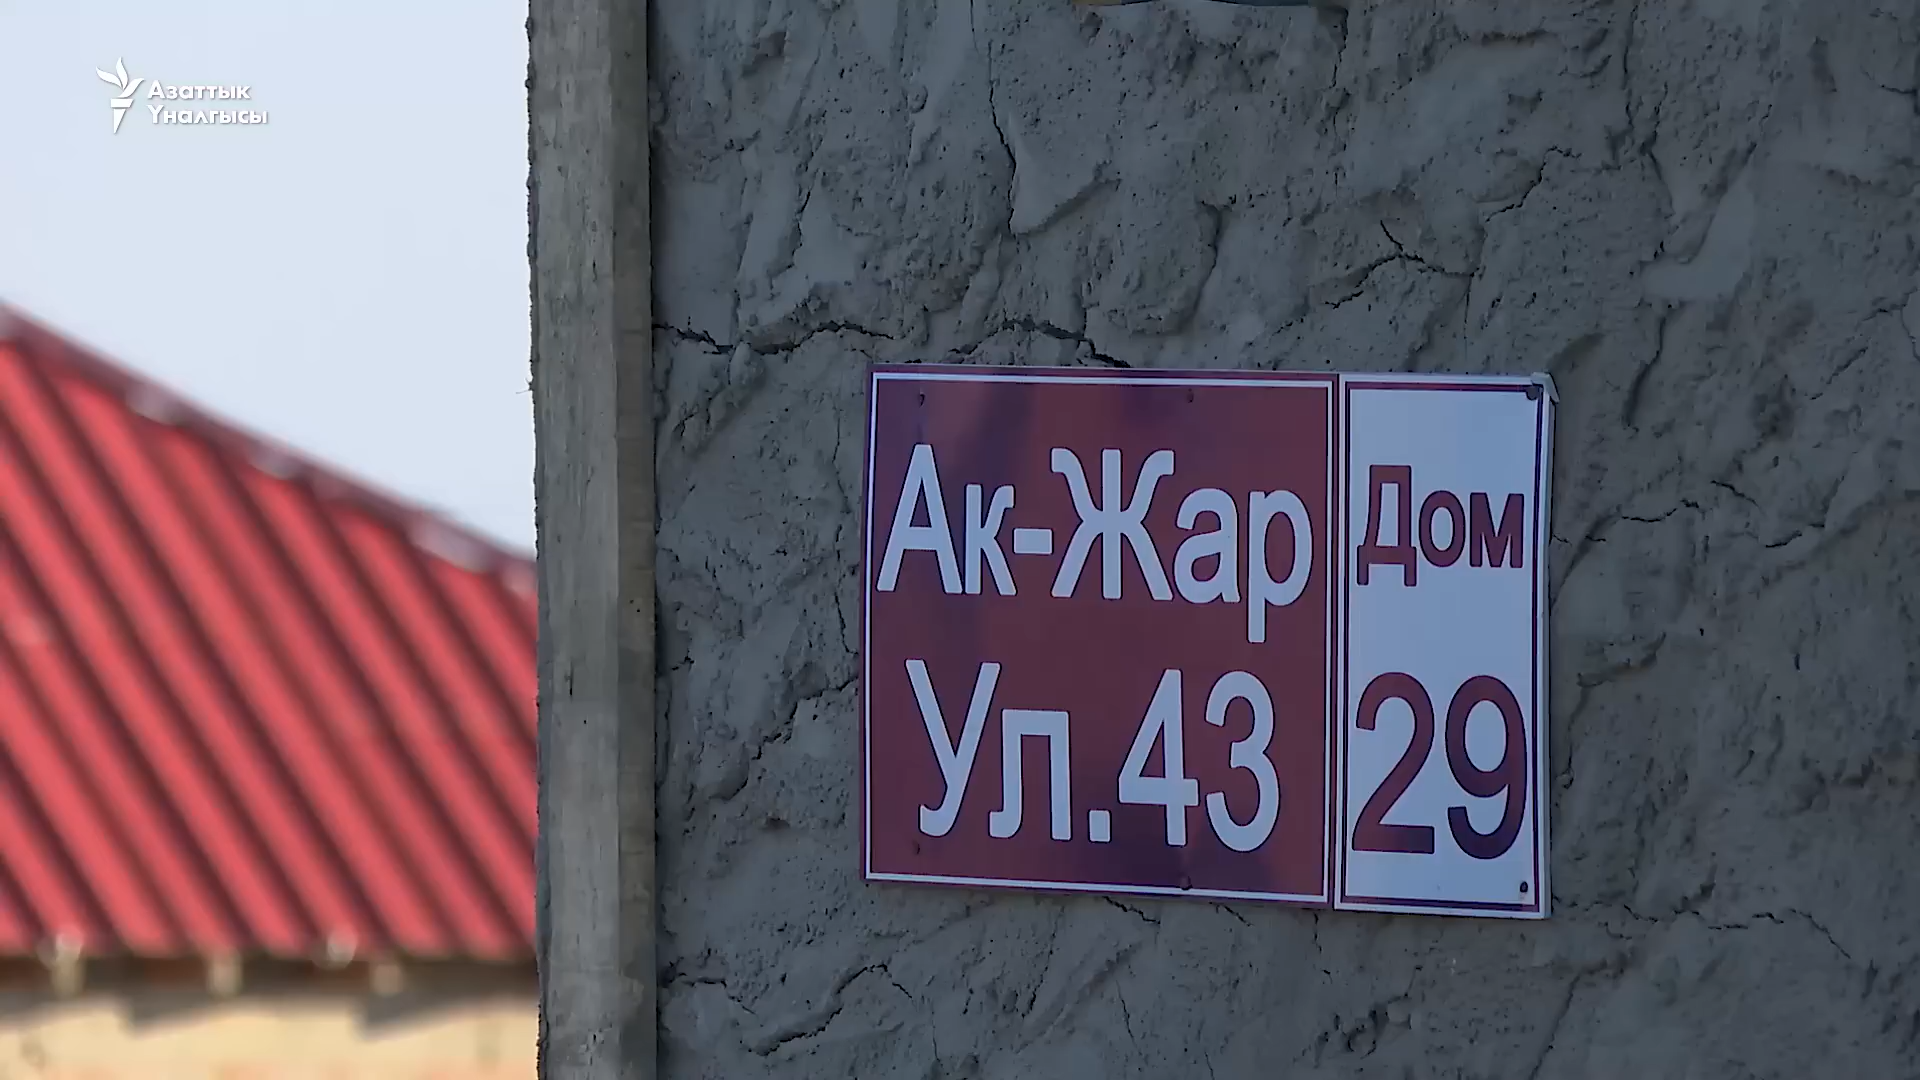 Азаттык
Үналгысы
Ак-Жар
Ул.43
Дом
29